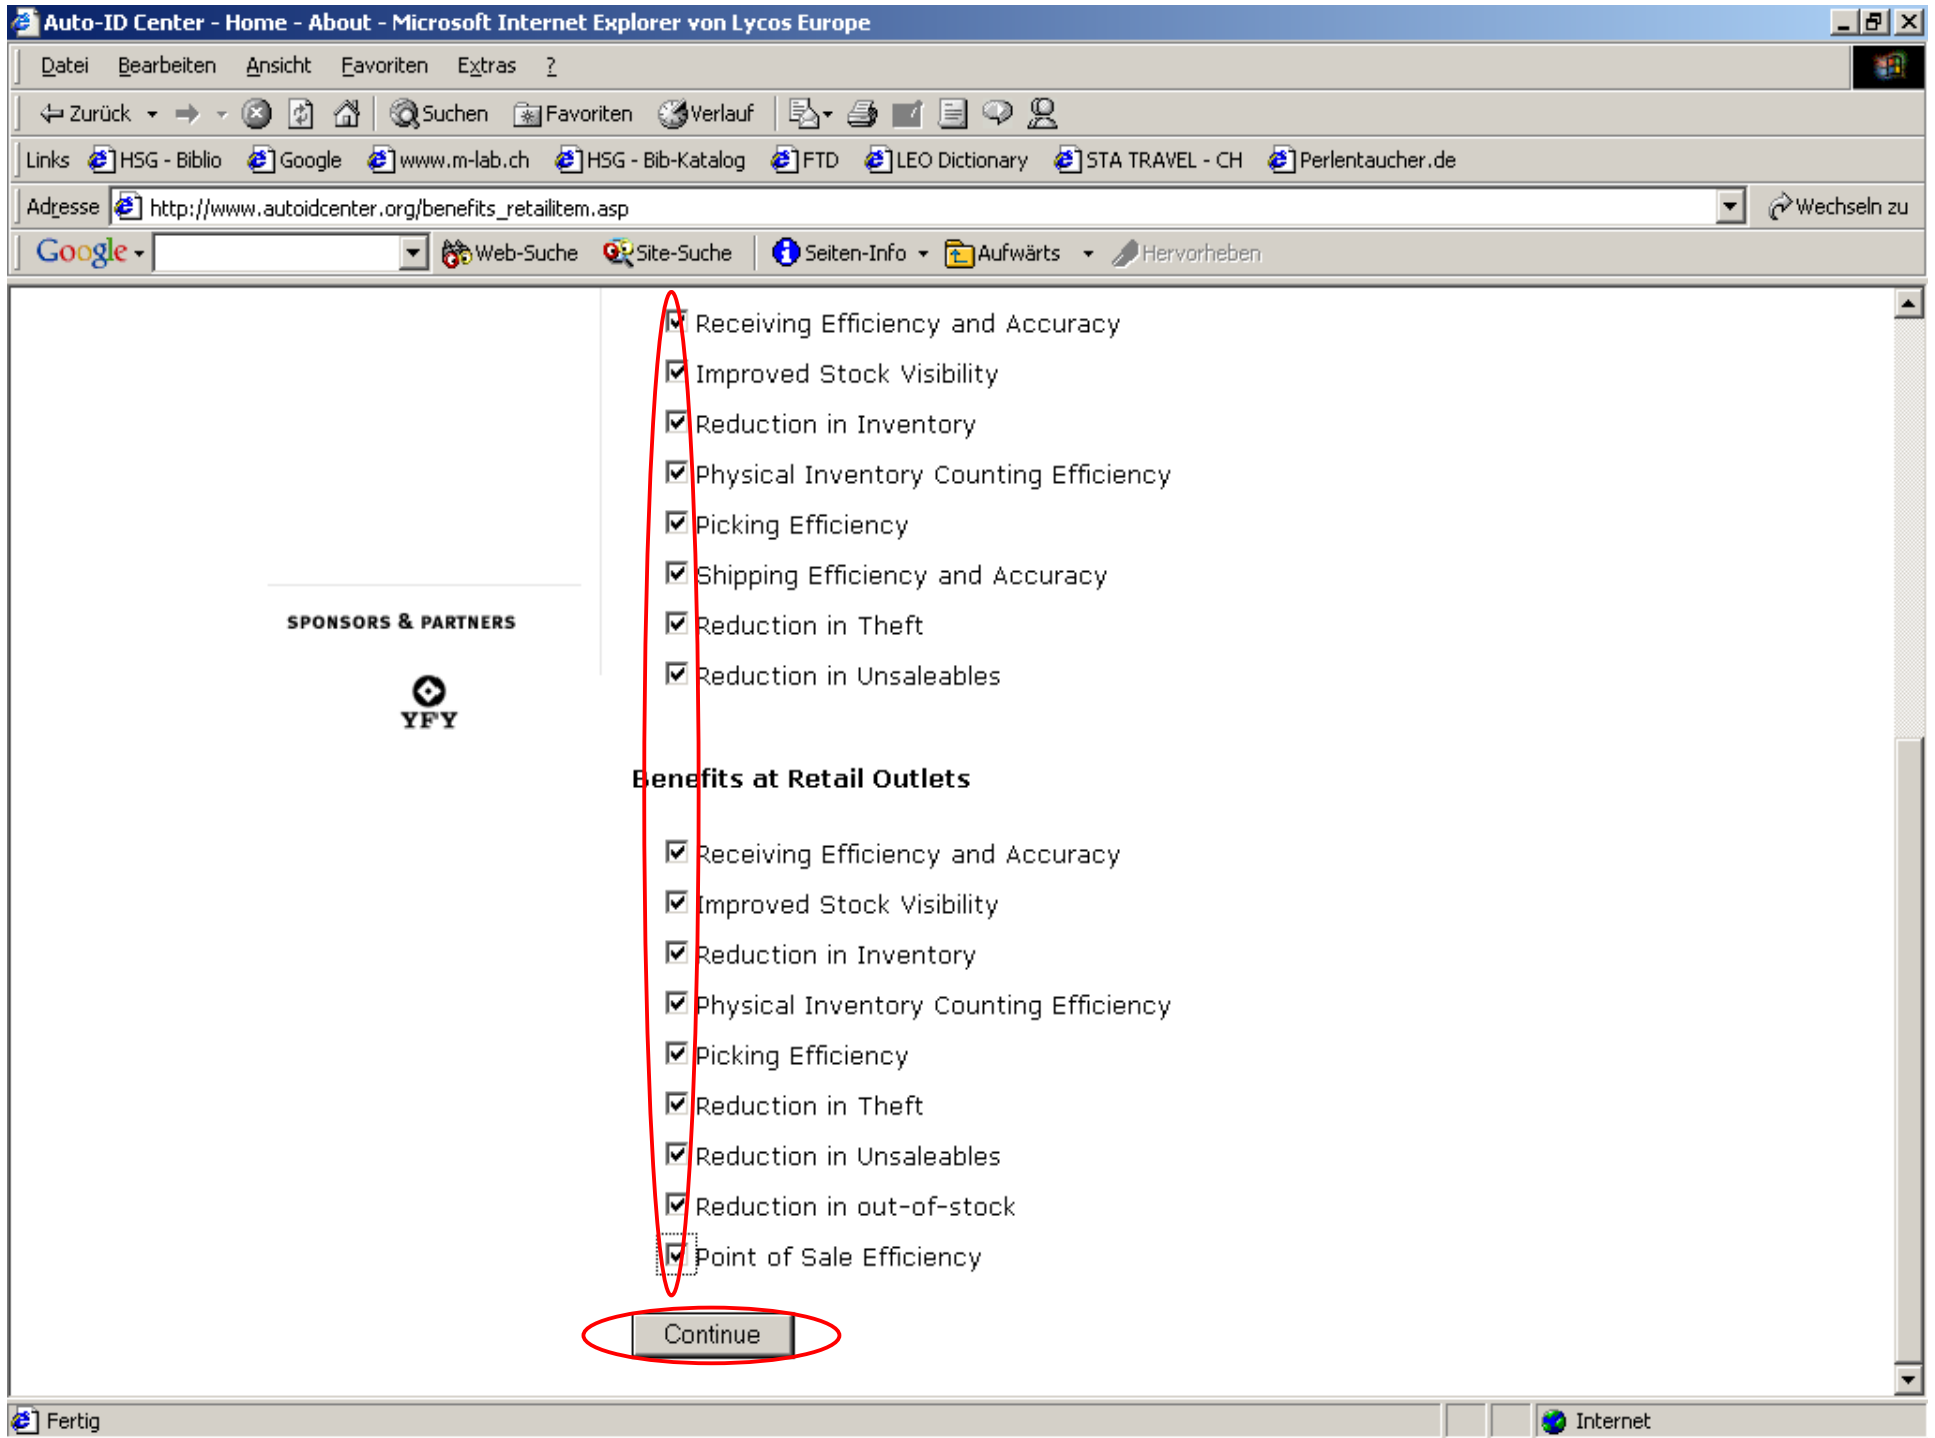 Auto-ID Center - Home - About - Microsoft Internet Explorer von Lycos Europe
Datei Bearbeiten Ansicht Favoriten Extras ?
Zurück Suchen Favoriten Verlauf
Links HSG - Biblio Google www.m-lab.ch HSG - Bib-Katalog FTD LEO Dictionary STA TRAVEL - CH Perlentaucher.de
Adresse http://www.autoidcenter.org/benefits_retailitem.asp Wechseln zu
Google Web-Suche Site-Suche Seiten-Info Aufwärts Hervorheben
Receiving Efficiency and Accuracy
Improved Stock Visibility
Reduction in Inventory
Physical Inventory Counting Efficiency
Picking Efficiency
Shipping Efficiency and Accuracy
Reduction in Theft
Reduction in Unsaleables
SPONSORS & PARTNERS
YFY
Benefits at Retail Outlets
Receiving Efficiency and Accuracy
Improved Stock Visibility
Reduction in Inventory
Physical Inventory Counting Efficiency
Picking Efficiency
Reduction in Theft
Reduction in Unsaleables
Reduction in out-of-stock
Point of Sale Efficiency
Continue
Fertig Internet